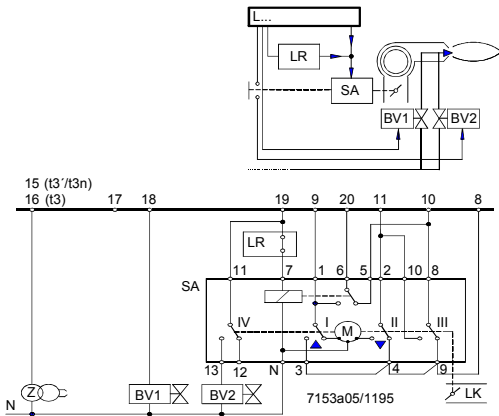 L...
LR
SA
BV1
BV2
15 (t3´/t3n)
16 (t3)
17
18
19
9
20
11
10
8
LR
11
7
1
6
5
2
10
8
SA
IV
I
M
II
III
13
12
N
3
4
9
Z
BV1
BV2
7153a05/1195
LK
N